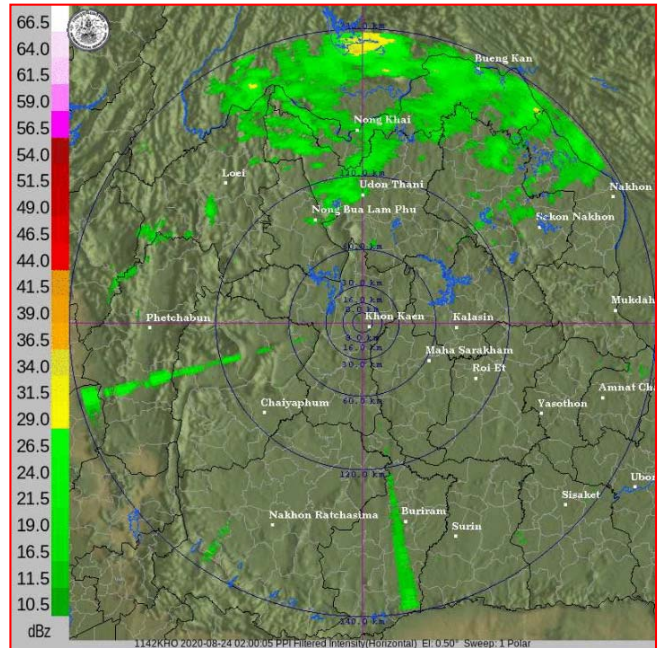 66.5
64.0
61.5
59.0
56.5
54.0
51.5
49.0
46.5
44.0
41.5
39.0
36.5
34.0
31.5
29.0
26.5
24.0
21.5
19.0
16.5
11.5
10.5
dBz
Bueng Kan
Nong Khai
Loei
Udon Thani
Nakhon
Nong Bua Lam Phu
Sakon Nakhon
Mukdah
Khon Kaen
Phetchabun
Kalasin
Maha Sarakham
Roi Et
Amnat Cha
Chaiyaphum
Yasothon
60.0 km
120.0 km
Ubor
Sisaket
Nakhon Ratchasima
Buriram
Surin
1142KHO 2020-08-24 02:00:05 PPI Filtered Intensity(Horizontal) El: 0.50° Sweep: 1 Polar